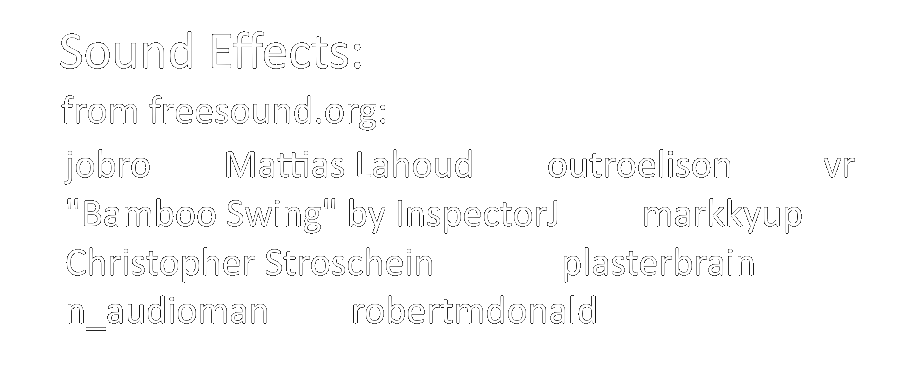 Sound Effects:
from freesound.org:
jobro Mattias Lahoud outroelison vr
"Bamboo Swing" by InspectorJ markkyup
Christopher Stroschein plasterbrain
n_audioman robertmdonald